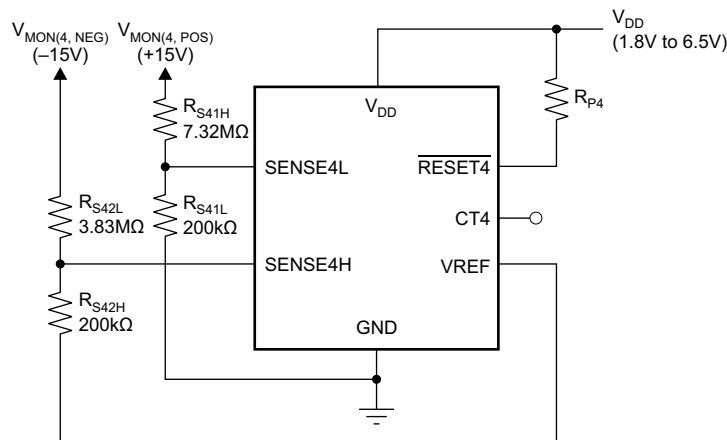 V_MON(4, NEG)
(–15V)
V_MON(4, POS)
(+15V)
V_DD
(1.8V to 6.5V)
R_S41H
7.32MΩ
V_DD
R_P4
SENSE4L
RESET4
R_S42L
3.83MΩ
R_S41L
200kΩ
CT4
SENSE4H
VREF
R_S42H
200kΩ
GND